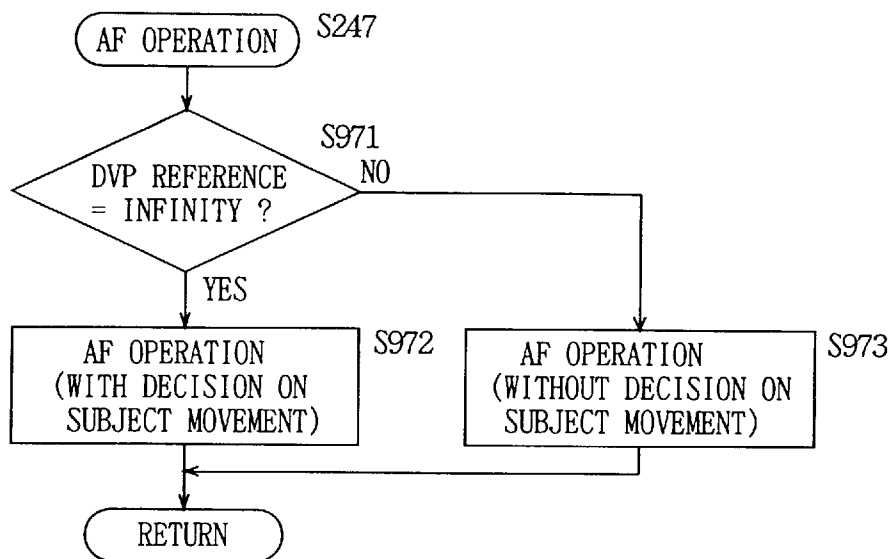 AF OPERATION
S247
S971
DVP REFERENCE
= INFINITY ?
NO
YES
AF OPERATION
(WITH DECISION ON
SUBJECT MOVEMENT)
S972
AF OPERATION
(WITHOUT DECISION ON
SUBJECT MOVEMENT)
S973
RETURN